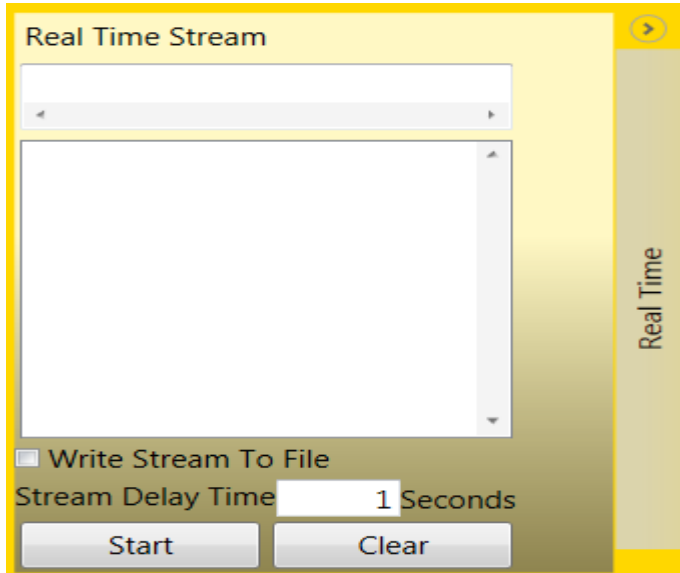 Real Time Stream
Real Time
Write Stream To File
Stream Delay Time 1 Seconds
Start Clear